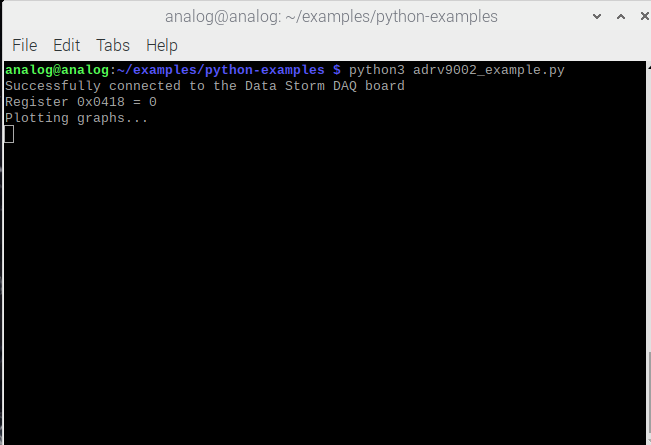 analog@analog: ~/examples/python-examples
File Edit Tabs Help
analog@analog:~/examples/python-examples $ python3 adrv9002_example.py
Successfully connected to the Data Storm DAQ board
Register 0x0418 = 0
Plotting graphs...